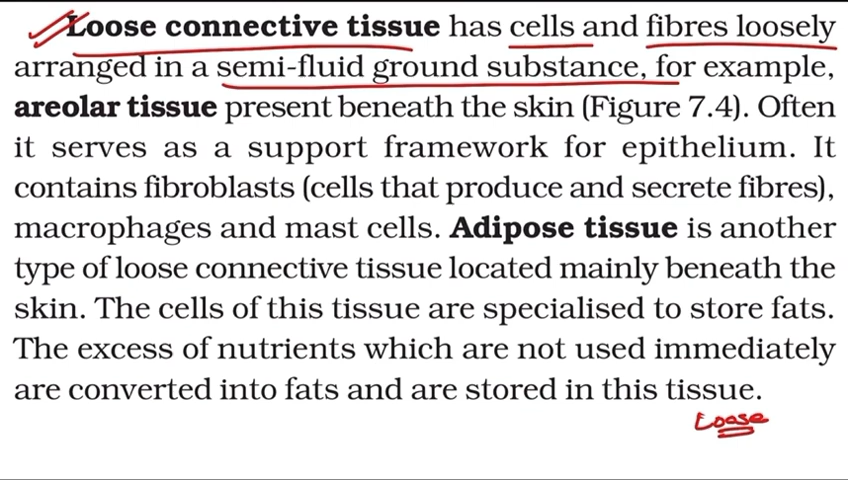 Loose connective tissue has cells and fibres loosely
arranged in a semi-fluid ground substance, for example,
areolar tissue present beneath the skin (Figure 7.4). Often
it serves as a support framework for epithelium. It
contains fibroblasts (cells that produce and secrete fibres),
macrophages and mast cells. Adipose tissue is another
type of loose connective tissue located mainly beneath the
skin. The cells of this tissue are specialised to store fats.
The excess of nutrients which are not used immediately
are converted into fats and are stored in this tissue.
Loose